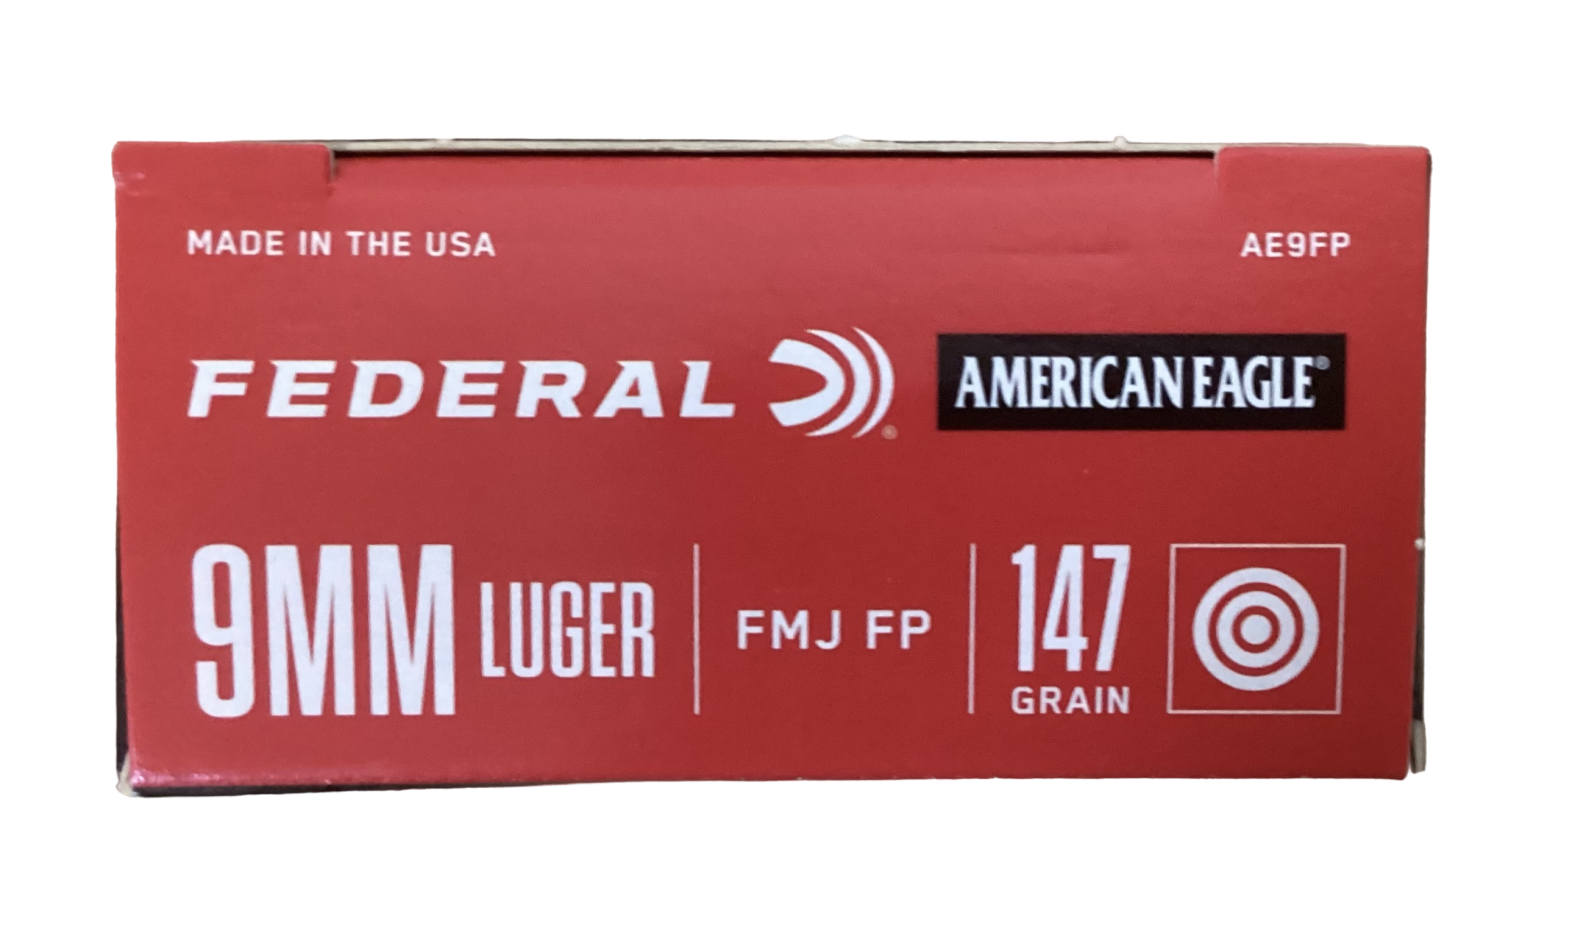 MADE IN THE USA AE9FP
FEDERAL® AMERICAN EAGLE®
9MM LUGER FMJ FP 147
GRAIN